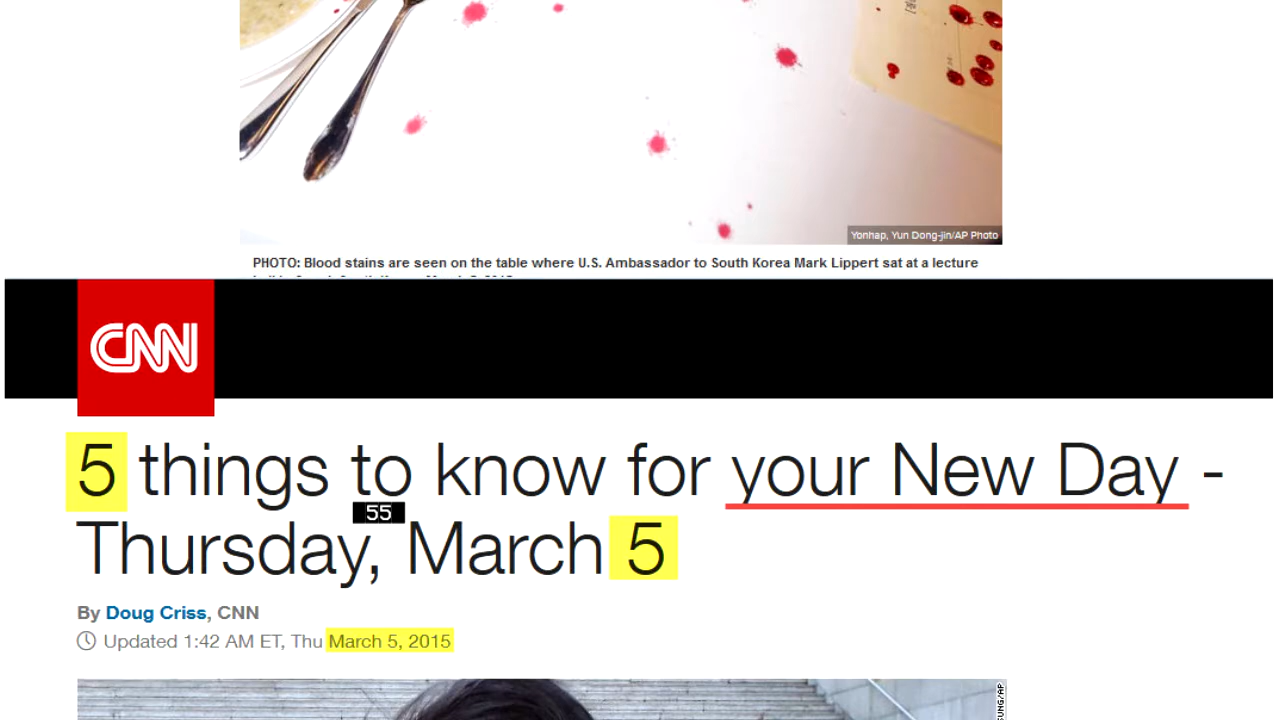 Yonhap, Yun Dong-jin/AP Photo
PHOTO: Blood stains are seen on the table where U.S. Ambassador to South Korea Mark Lippert sat at a lecture
CNN
5 things to know for your New Day -
55
Thursday, March 5
By Doug Criss, CNN
Updated 1:42 AM ET, Thu March 5, 2015
UNG/AP